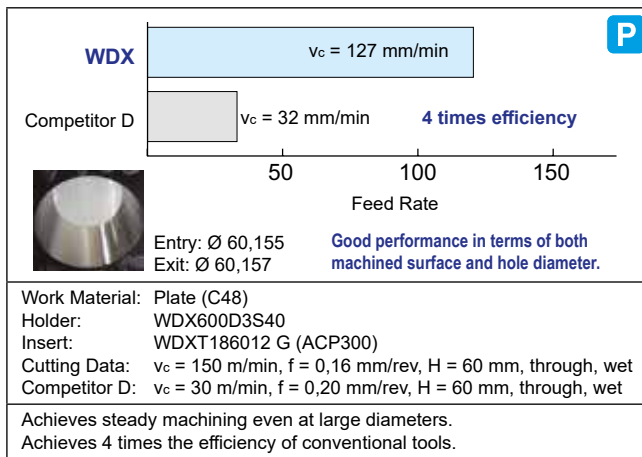 P
WDX
vc = 127 mm/min
Competitor D
vc = 32 mm/min
4 times efficiency
50 100 150
Feed Rate
Entry: Ø 60,155
Exit: Ø 60,157
Good performance in terms of both
machined surface and hole diameter.
Work Material: Plate (C48)
Holder: WDX600D3S40
Insert: WDXT186012 G (ACP300)
Cutting Data: vc = 150 m/min, f = 0,16 mm/rev, H = 60 mm, through, wet
Competitor D: vc = 30 m/min, f = 0,20 mm/rev, H = 60 mm, through, wet
Achieves steady machining even at large diameters.
Achieves 4 times the efficiency of conventional tools.